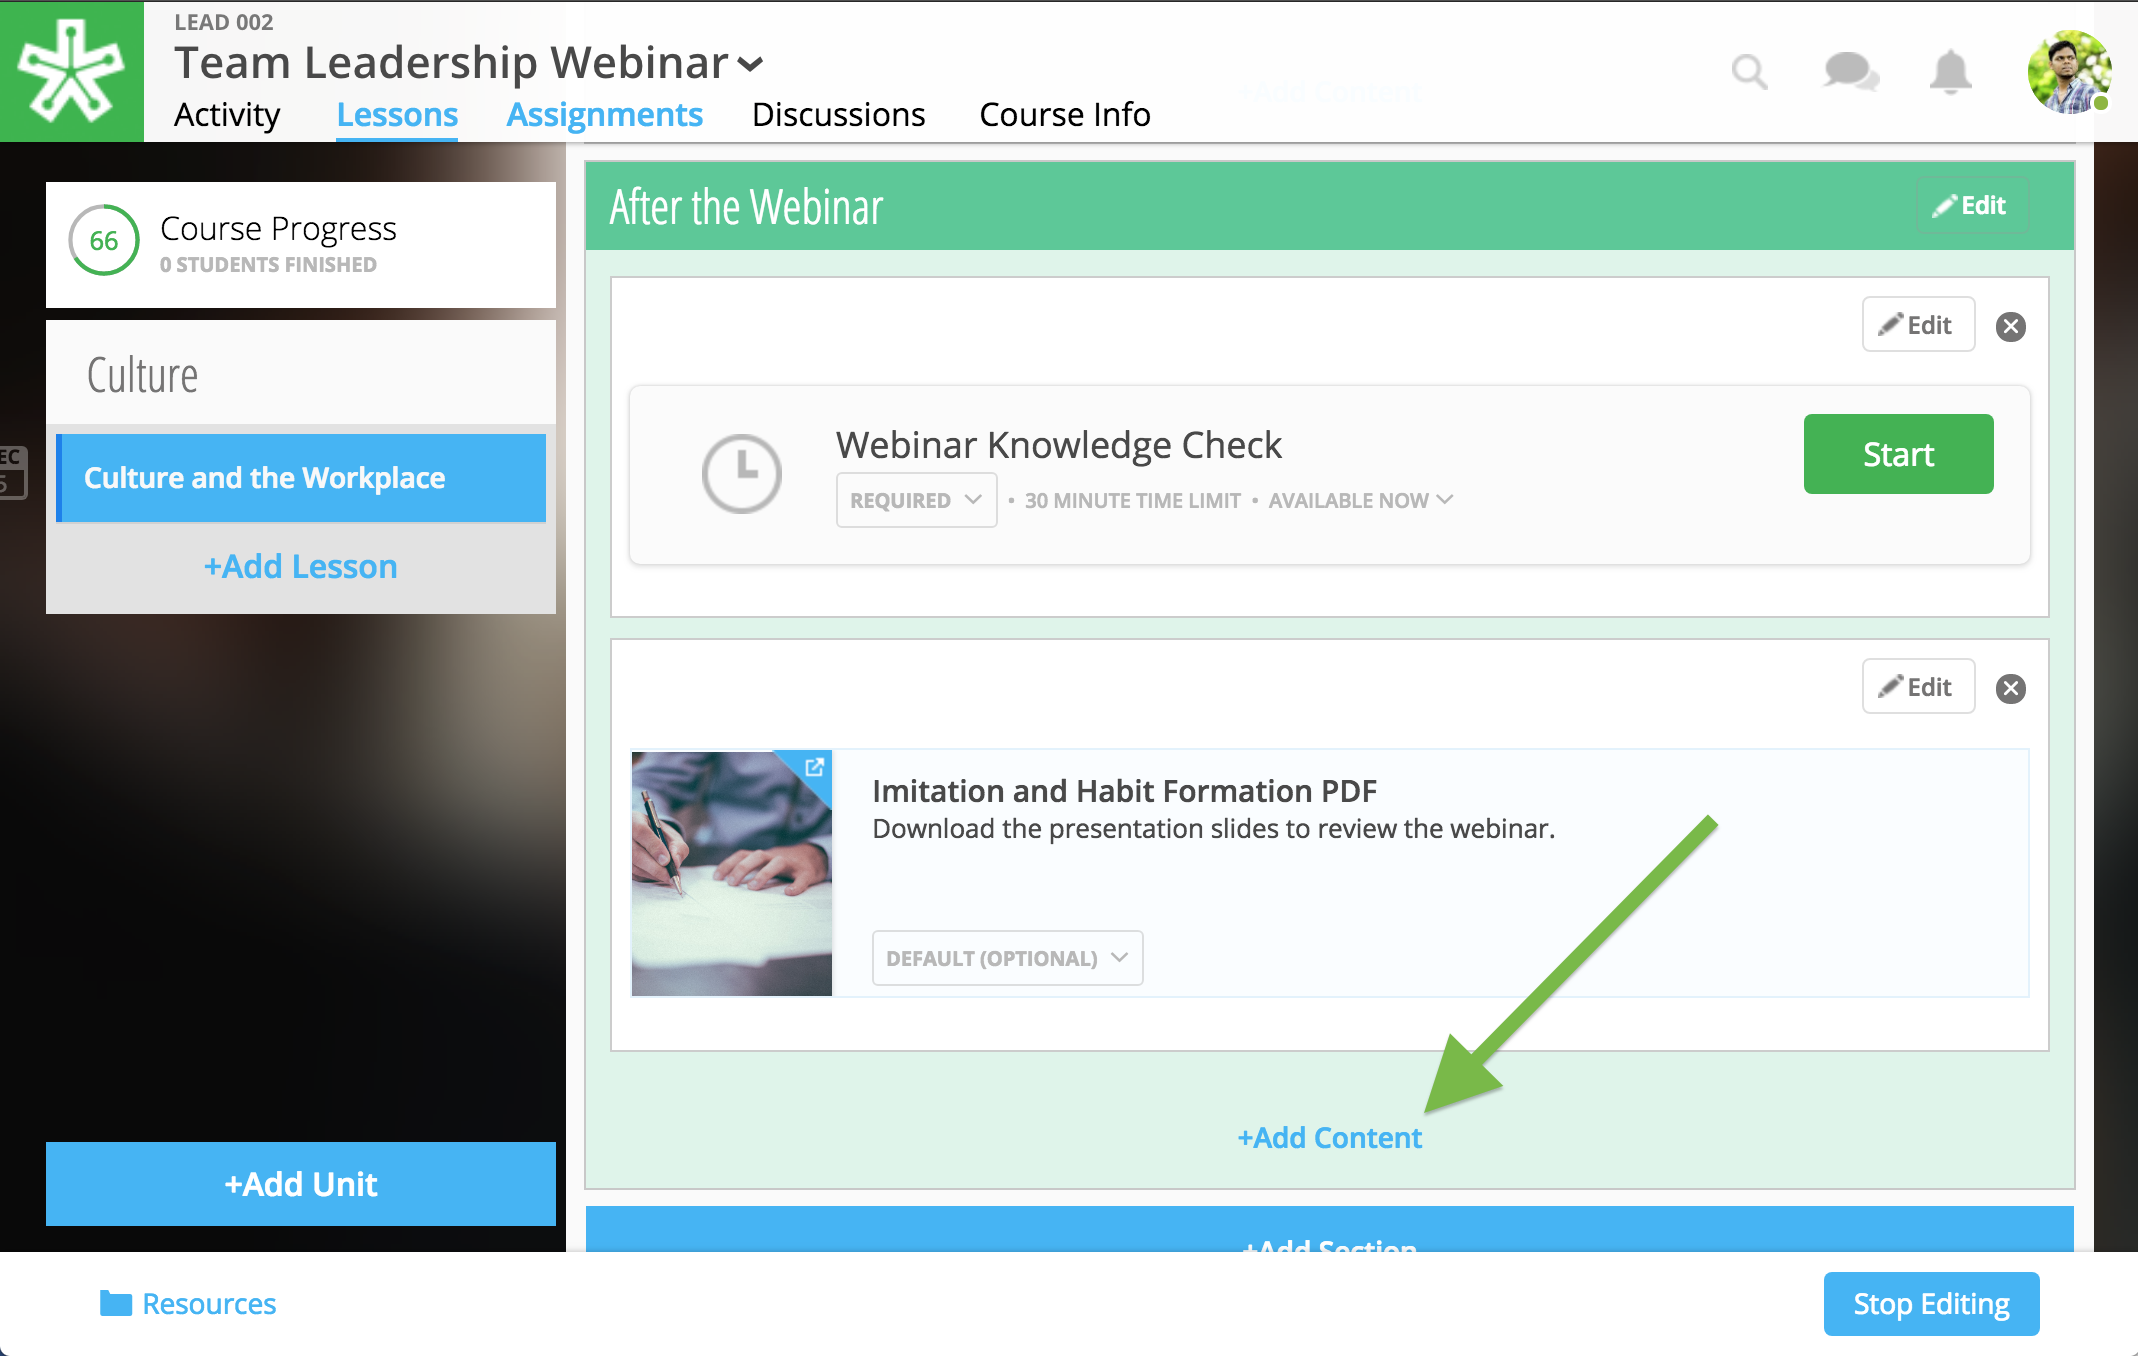 LEAD 002
Team Leadership Webinar
Activity Lessons Assignments Discussions Course Info
+Add Content
66
Course Progress
0 STUDENTS FINISHED
Culture
Culture and the Workplace
+Add Lesson
+Add Unit
After the Webinar
Edit
Edit
Webinar Knowledge Check
REQUIRED • 30 MINUTE TIME LIMIT • AVAILABLE NOW
Start
Edit
Imitation and Habit Formation PDF
Download the presentation slides to review the webinar.
DEFAULT (OPTIONAL)
+Add Content
+Add Section
Resources
Stop Editing